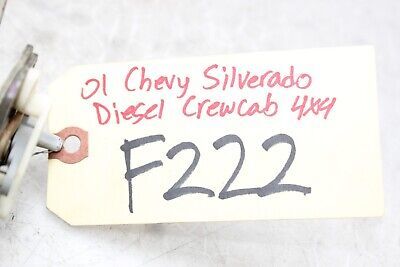 01 Chevy Silverado
Diesel Crewcab 4x4
F222